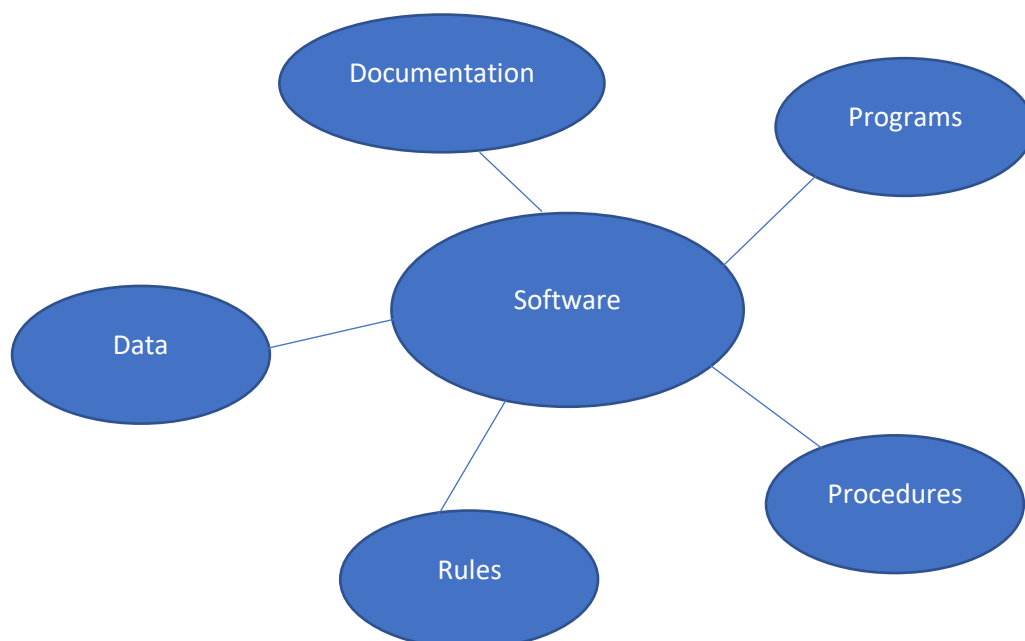 Documentation
Programs
Software
Data
Procedures
Rules